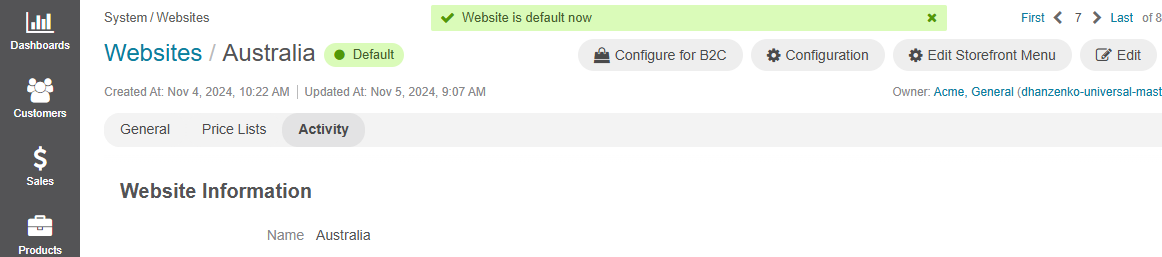 Dashboards
Customers
Sales
Products
System / Websites
Website is default now
First 7 Last of 8
Websites / Australia Default
Configure for B2C Configuration Edit Storefront Menu Edit
Created At: Nov 4, 2024, 10:22 AM Updated At: Nov 5, 2024, 9:07 AM
Owner: Acme, General (dhanzenko-universal-mast
General Price Lists Activity
Website Information
Name Australia